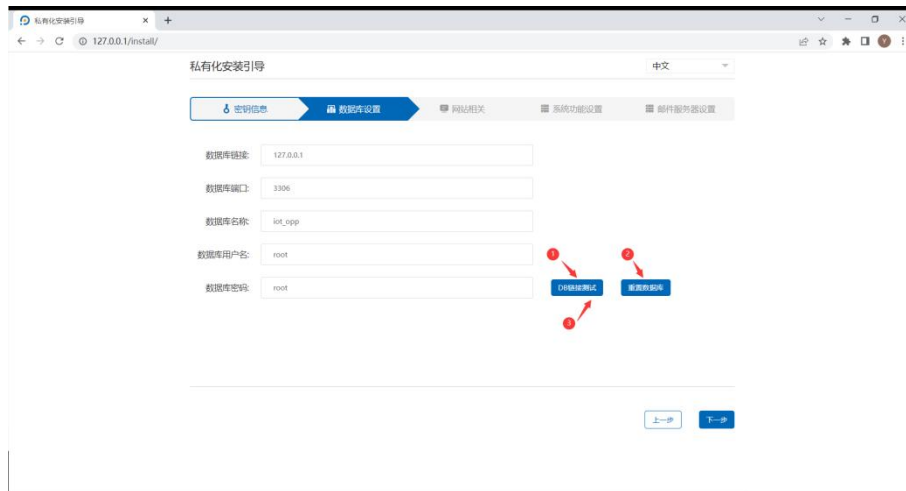 私有化安装引导
127.0.0.1/install/
Y
私有化安装引导
中文
密钥信息
数据库设置
网站相关
系统功能设置
邮件服务器设置
数据库链接: 127.0.0.1
数据库端口: 3306
数据库名称: iot_opp
数据库用户名: root
1
2
数据库密码: root
DB链接测试
重置数据库
3
上一步
下一步